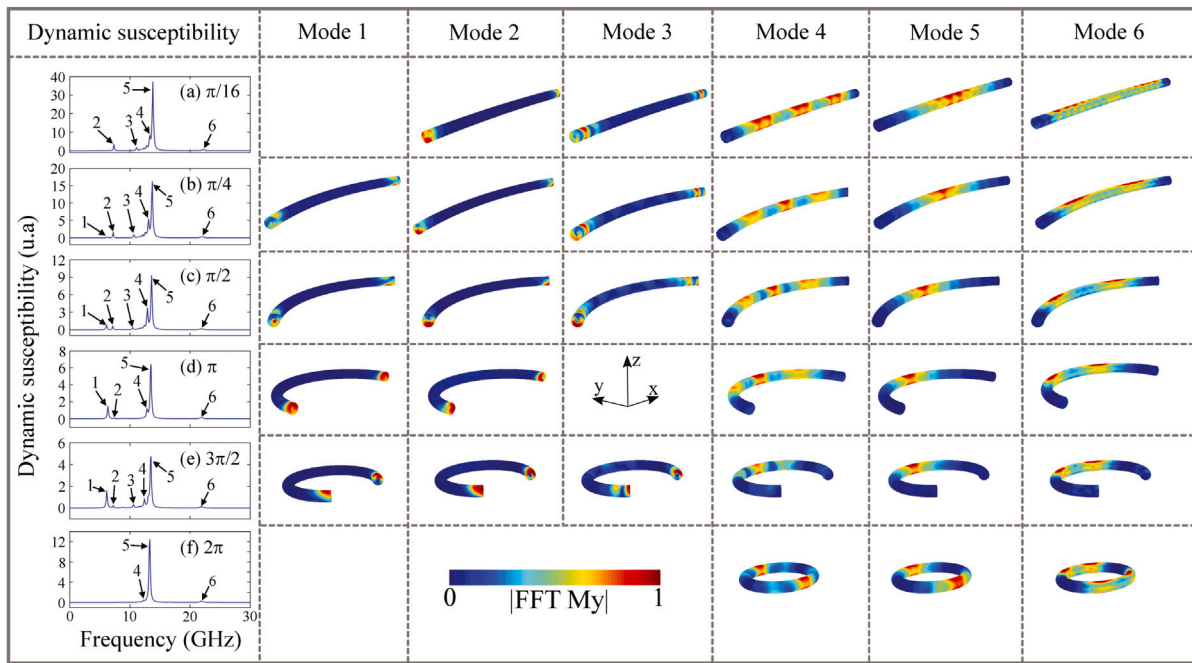 Dynamic susceptibility Mode 1 Mode 2 Mode 3 Mode 4 Mode 5 Mode 6
Dynamic susceptibility (u.a)
(a) π/16
40
30
20
10
0
2 3 4 5 6
(b) π/4
20
15
10
5
0
1 2 3 4 5 6
(c) π/2
12
9
6
3
0
1 2 3 4 5 6
(d) π
8
6
4
2
0
1 2 4 5 6
z
y x
(e) 3π/2
6
4
2
0
1 2 3 4 5 6
(f) 2π
12
8
4
0
4 5 6
0 10 20 30
Frequency (GHz)
0 |FFT My| 1